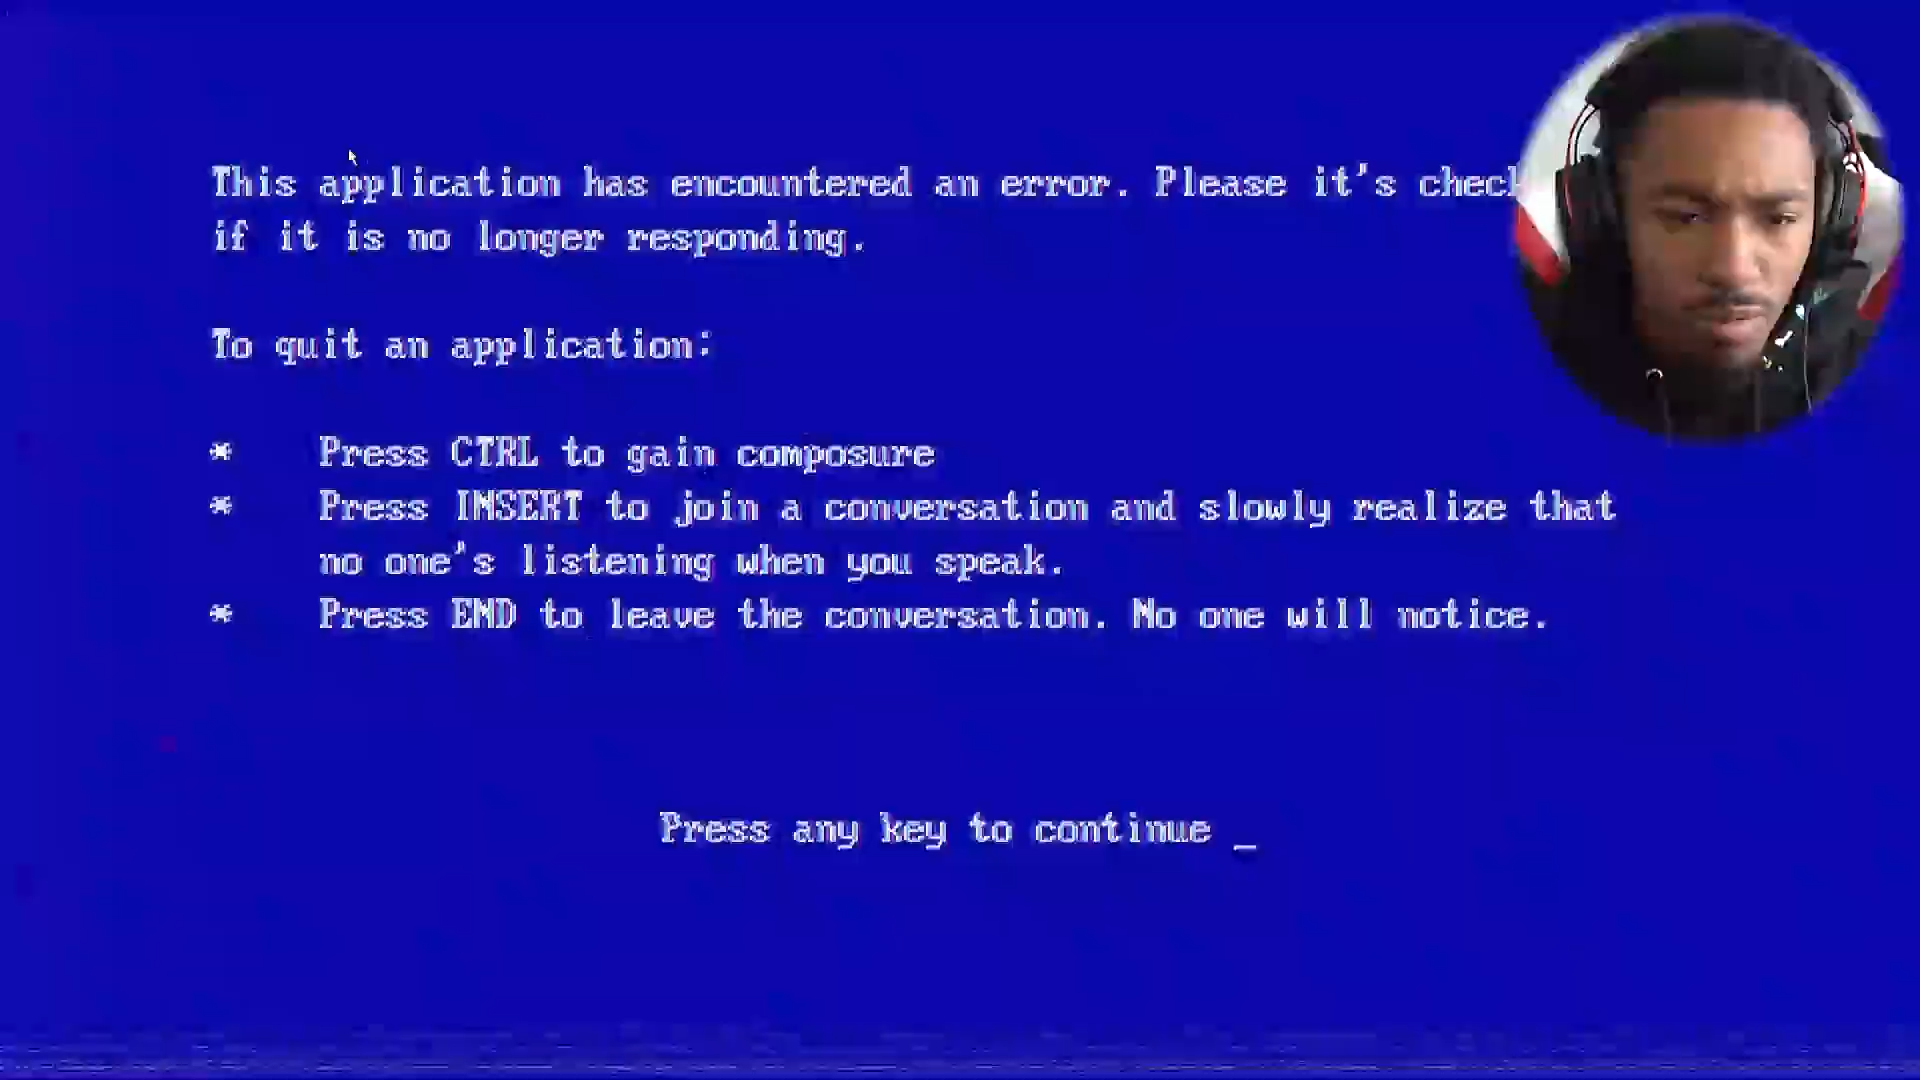 This application has encountered an error. Please it's check
if it is no longer responding.
To quit an application:
* Press CTRL to gain composure
* Press INSERT to join a conversation and slowly realize that
no one's listening when you speak.
* Press END to leave the conversation. No one will notice.
Press any key to continue _